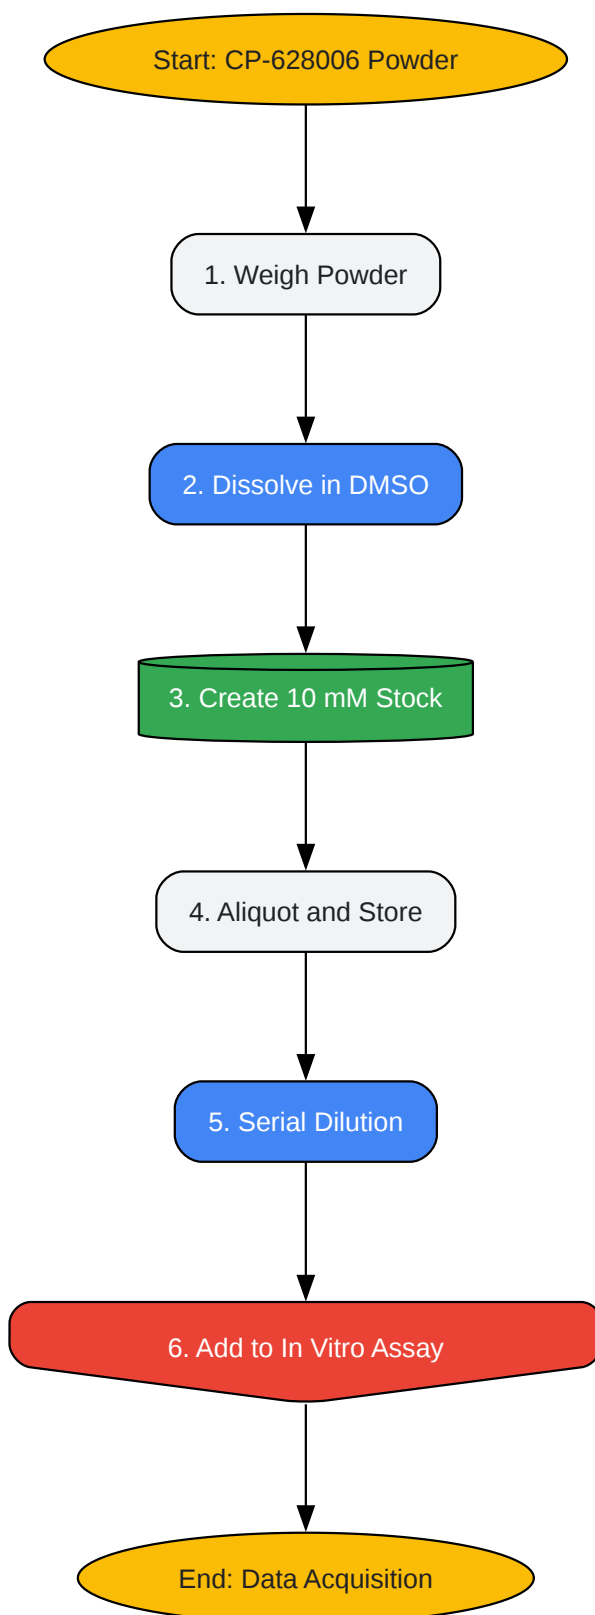 Start: CP-628006 Powder
1. Weigh Powder
2. Dissolve in DMSO
3. Create 10 mM Stock
4. Aliquot and Store
5. Serial Dilution
6. Add to In Vitro Assay
End: Data Acquisition